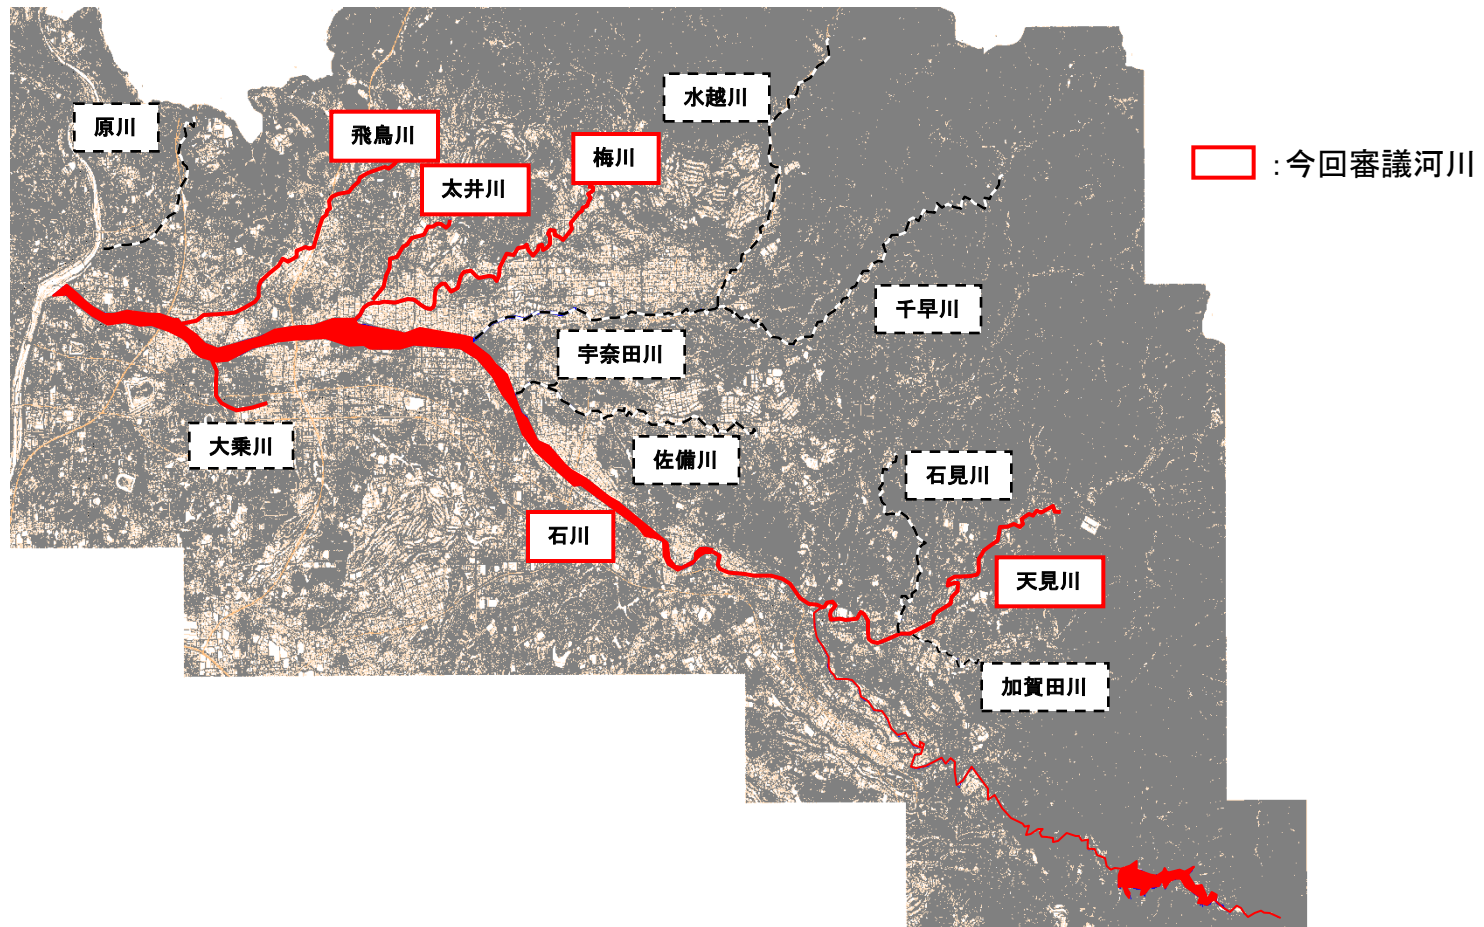 水越川
原川
飛鳥川
梅川
：今回審議河川
太井川
千早川
宇奈田川
大乗川
佐備川
石見川
石川
天見川
加賀田川